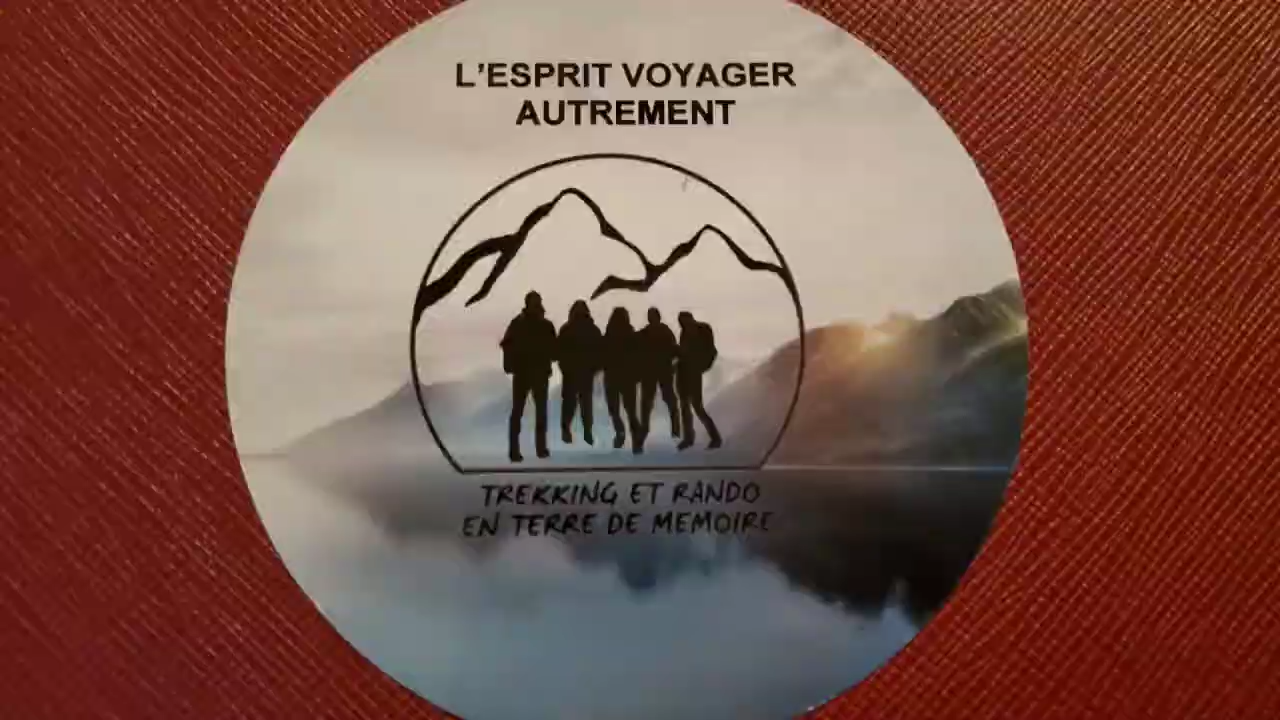 L'ESPRIT VOYAGER
AUTREMENT
TREKKING ET RANDO
EN TERRE DE MEMOIRE